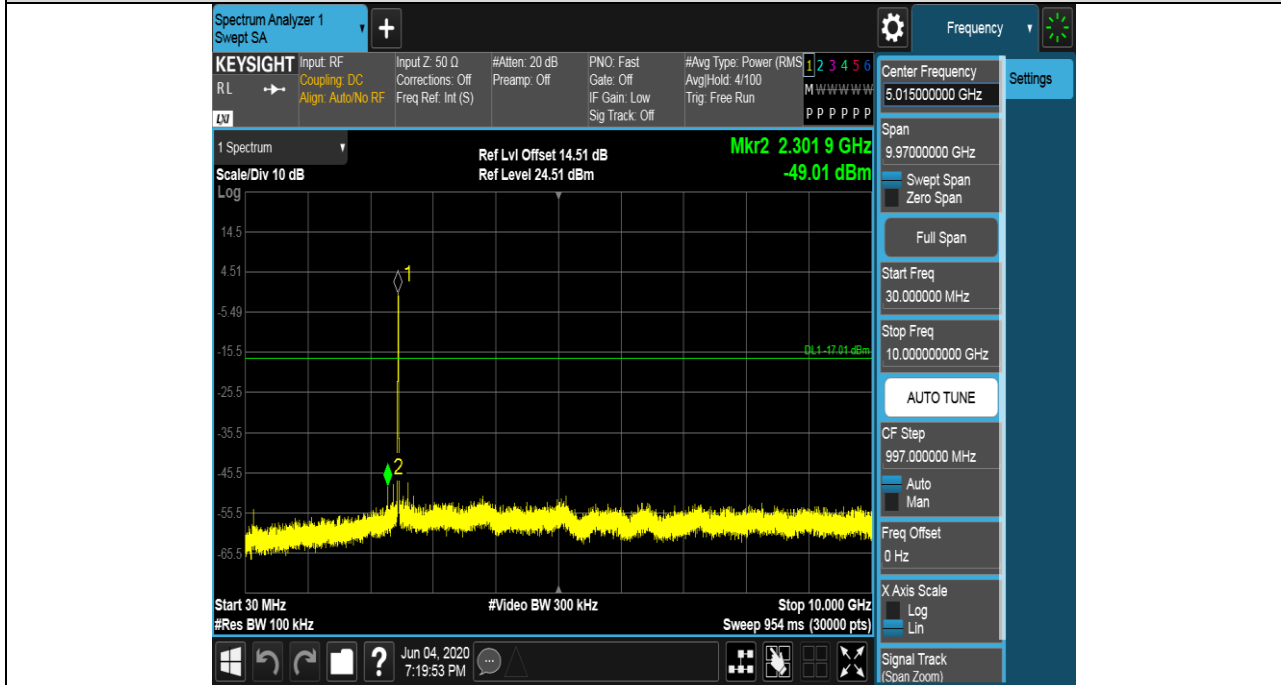 Spectrum Analyzer 1
Swept SA
Frequency
KEYSIGHT
RL
LXI
Input: RF
Coupling: DC
Align: Auto/No RF
Input Z: 50 Ω
Corrections: Off
Freq Ref: Int (S)
#Atten: 20 dB
Preamp: Off
PNO: Fast
Gate: Off
IF Gain: Low
Sig Track: Off
#Avg Type: Power (RMS
Avg|Hold: 4/100
Trig: Free Run
1 2 3 4 5 6
M W W W W W
P P P P P P
1 Spectrum
Scale/Div 10 dB
Log
Ref Lvl Offset 14.51 dB
Ref Level 24.51 dBm
Mkr2 2.301 9 GHz
-49.01 dBm
14.5
4.51
-5.49
-15.5
-25.5
-35.5
-45.5
-55.5
-65.5
1
2
DL1 -17.01 dBm
Start 30 MHz
#Res BW 100 kHz
#Video BW 300 kHz
Stop 10.000 GHz
Sweep 954 ms (30000 pts)
Jun 04, 2020
7:19:53 PM
Center Frequency
5.015000000 GHz
Span
9.97000000 GHz
Swept Span
Zero Span
Full Span
Start Freq
30.000000 MHz
Stop Freq
10.000000000 GHz
AUTO TUNE
CF Step
997.000000 MHz
Auto
Man
Freq Offset
0 Hz
X Axis Scale
Log
Lin
Signal Track
(Span Zoom)
Settings